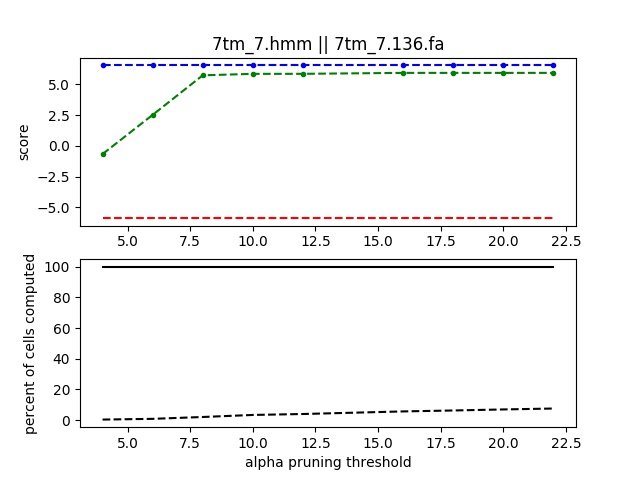 7tm_7.hmm || 7tm_7.136.fa
score
5.0
2.5
0.0
−2.5
−5.0
5.0 7.5 10.0 12.5 15.0 17.5 20.0 22.5
percent of cells computed
100
80
60
40
20
0
5.0 7.5 10.0 12.5 15.0 17.5 20.0 22.5
alpha pruning threshold